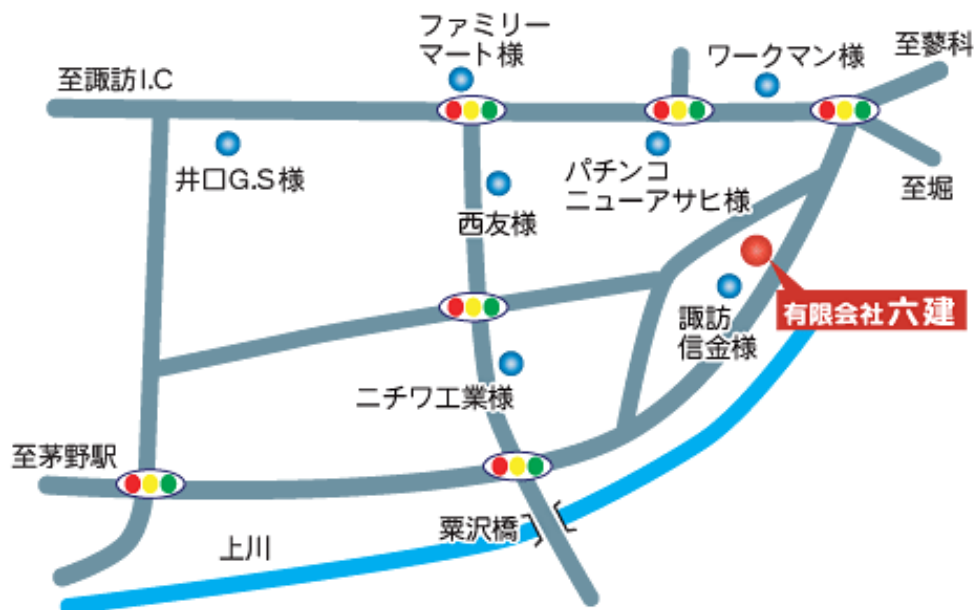 ファミリー
マート様
ワークマン様
至蓼科
至諏訪I.C
井口G.S様
パチンコ
ニューアサヒ様
至堀
西友様
有限会社六建
諏訪
信金様
ニチワ工業様
至茅野駅
粟沢橋
上川